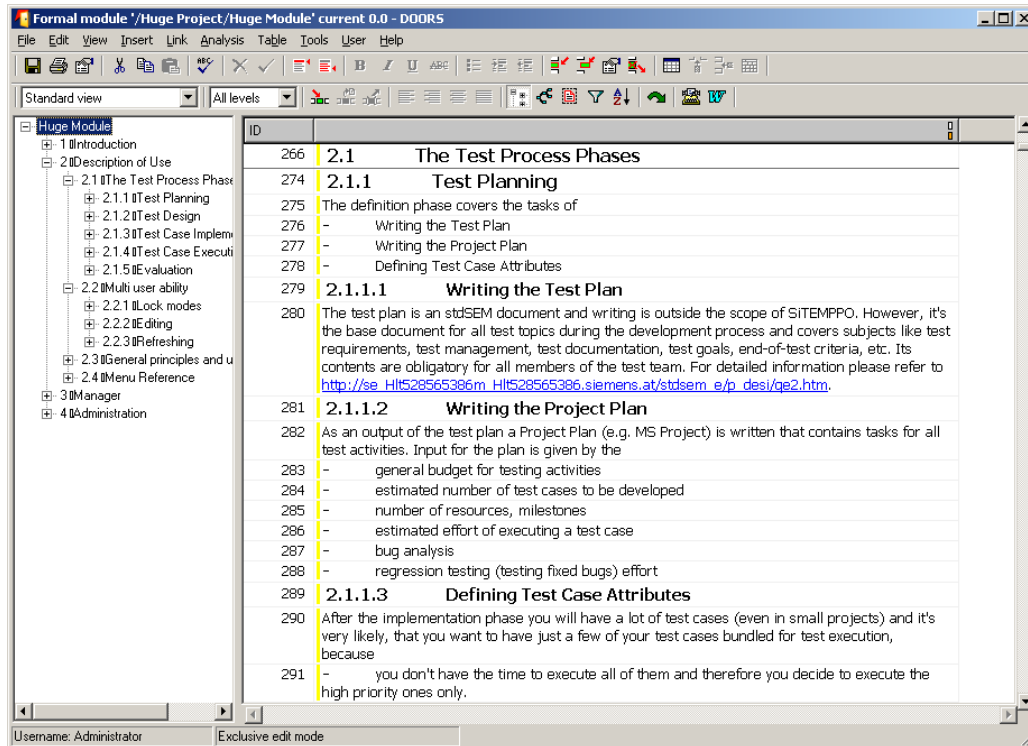 Formal module '/Huge Project/Huge Module' current 0.0 - DOORS
File Edit View Insert Link Analysis Table Tools User Help
Standard view All levels
Huge Module
1 Introduction
2 Description of Use
2.1 The Test Process Phase
2.1.1 Test Planning
2.1.2 Test Design
2.1.3 Test Case Implem
2.1.4 Test Case Executi
2.1.5 Evaluation
2.2 Multi user ability
2.2.1 Lock modes
2.2.2 Editing
2.2.3 Refreshing
2.3 General principles and u
2.4 Menu Reference
3 Manager
4 Administration
ID
266 2.1 The Test Process Phases
274 2.1.1 Test Planning
275 The definition phase covers the tasks of
276 - Writing the Test Plan
277 - Writing the Project Plan
278 - Defining Test Case Attributes
279 2.1.1.1 Writing the Test Plan
280 The test plan is an stdSEM document and writing is outside the scope of SiTEMPPO. However, it's
the base document for all test topics during the development process and covers subjects like test
requirements, test management, test documentation, test goals, end-of-test criteria, etc. Its
contents are obligatory for all members of the test team. For detailed information please refer to
http://se_Hlt528565386m_Hlt528565386.siemens.at/stdsem_e/p_desi/qe2.htm.
281 2.1.1.2 Writing the Project Plan
282 As an output of the test plan a Project Plan (e.g. MS Project) is written that contains tasks for all
test activities. Input for the plan is given by the
283 - general budget for testing activities
284 - estimated number of test cases to be developed
285 - number of resources, milestones
286 - estimated effort of executing a test case
287 - bug analysis
288 - regression testing (testing fixed bugs) effort
289 2.1.1.3 Defining Test Case Attributes
290 After the implementation phase you will have a lot of test cases (even in small projects) and it's
very likely, that you want to have just a few of your test cases bundled for test execution,
because
291 - you don't have the time to execute all of them and therefore you decide to execute the
high priority ones only.
Username: Administrator Exclusive edit mode